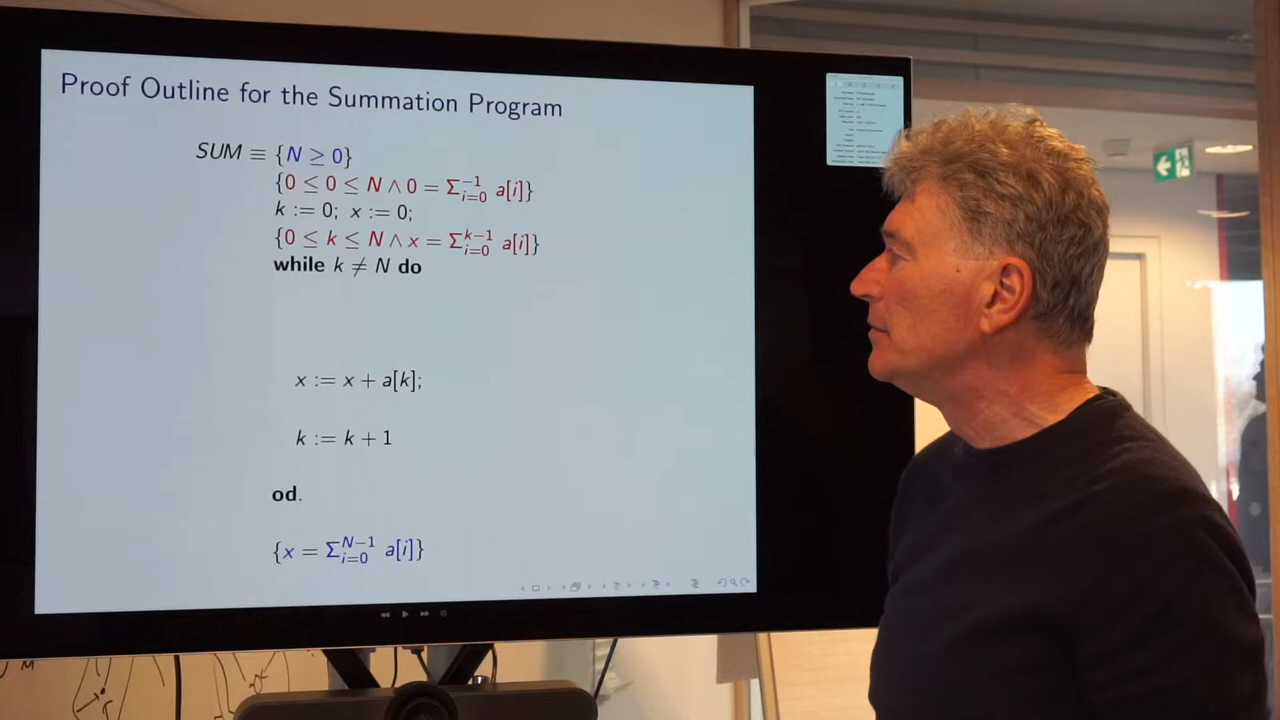 Proof Outline for the Summation Program
SUM ≡ {N ≥ 0}
{0 ≤ 0 ≤ N ∧ 0 = Σ_{i=0}^{-1} a[i]}
k := 0; x := 0;
{0 ≤ k ≤ N ∧ x = Σ_{i=0}^{k-1} a[i]}
while k ≠ N do
x := x + a[k];
k := k + 1
od.
{x = Σ_{i=0}^{N-1} a[i]}